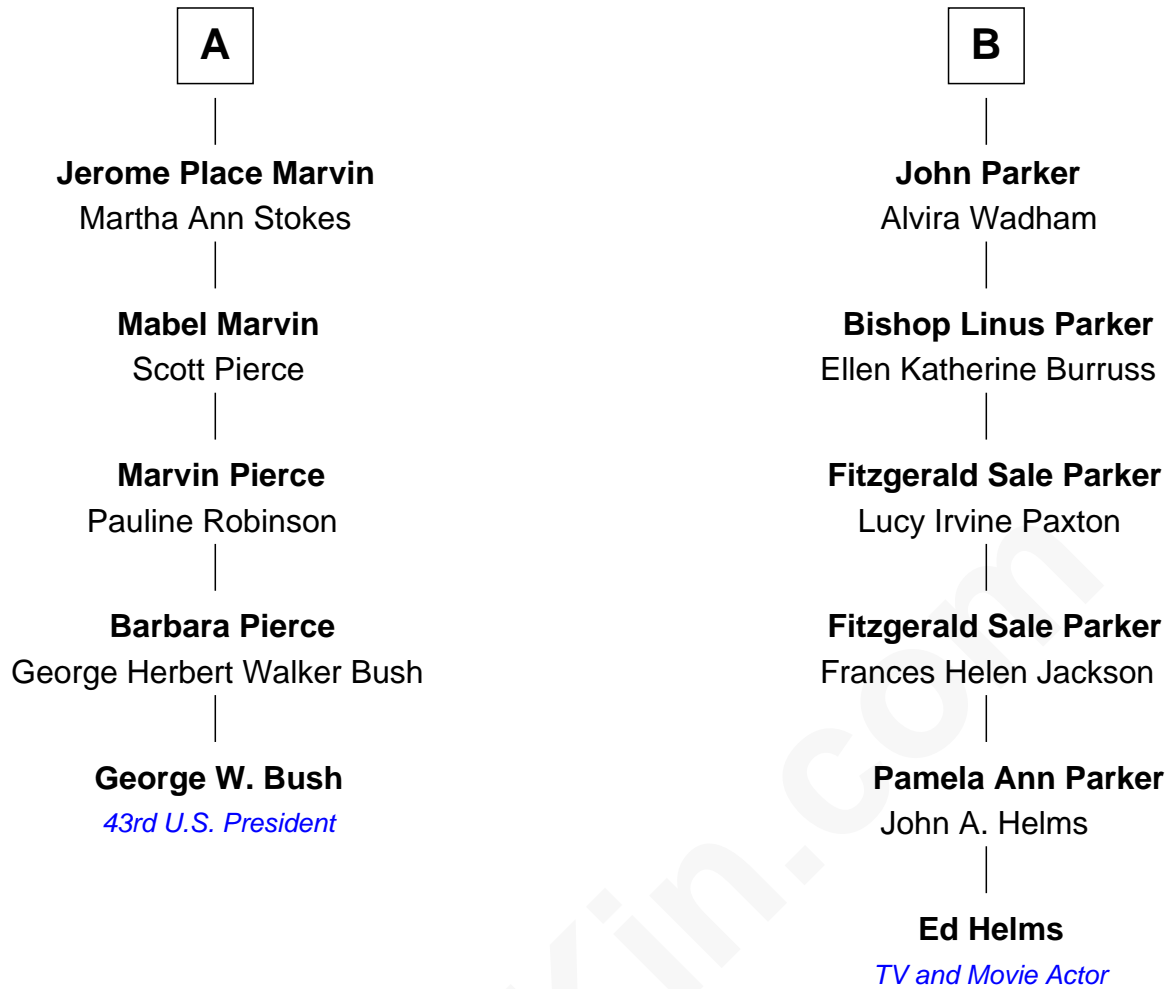 A
Jerome Place Marvin
Martha Ann Stokes
Mabel Marvin
Scott Pierce
Marvin Pierce
Pauline Robinson
Barbara Pierce
George Herbert Walker Bush
George W. Bush
43rd U.S. President
B
John Parker
Alvira Wadham
Bishop Linus Parker
Ellen Katherine Burruss
Fitzgerald Sale Parker
Lucy Irvine Paxton
Fitzgerald Sale Parker
Frances Helen Jackson
Pamela Ann Parker
John A. Helms
Ed Helms
TV and Movie Actor
Kin.com